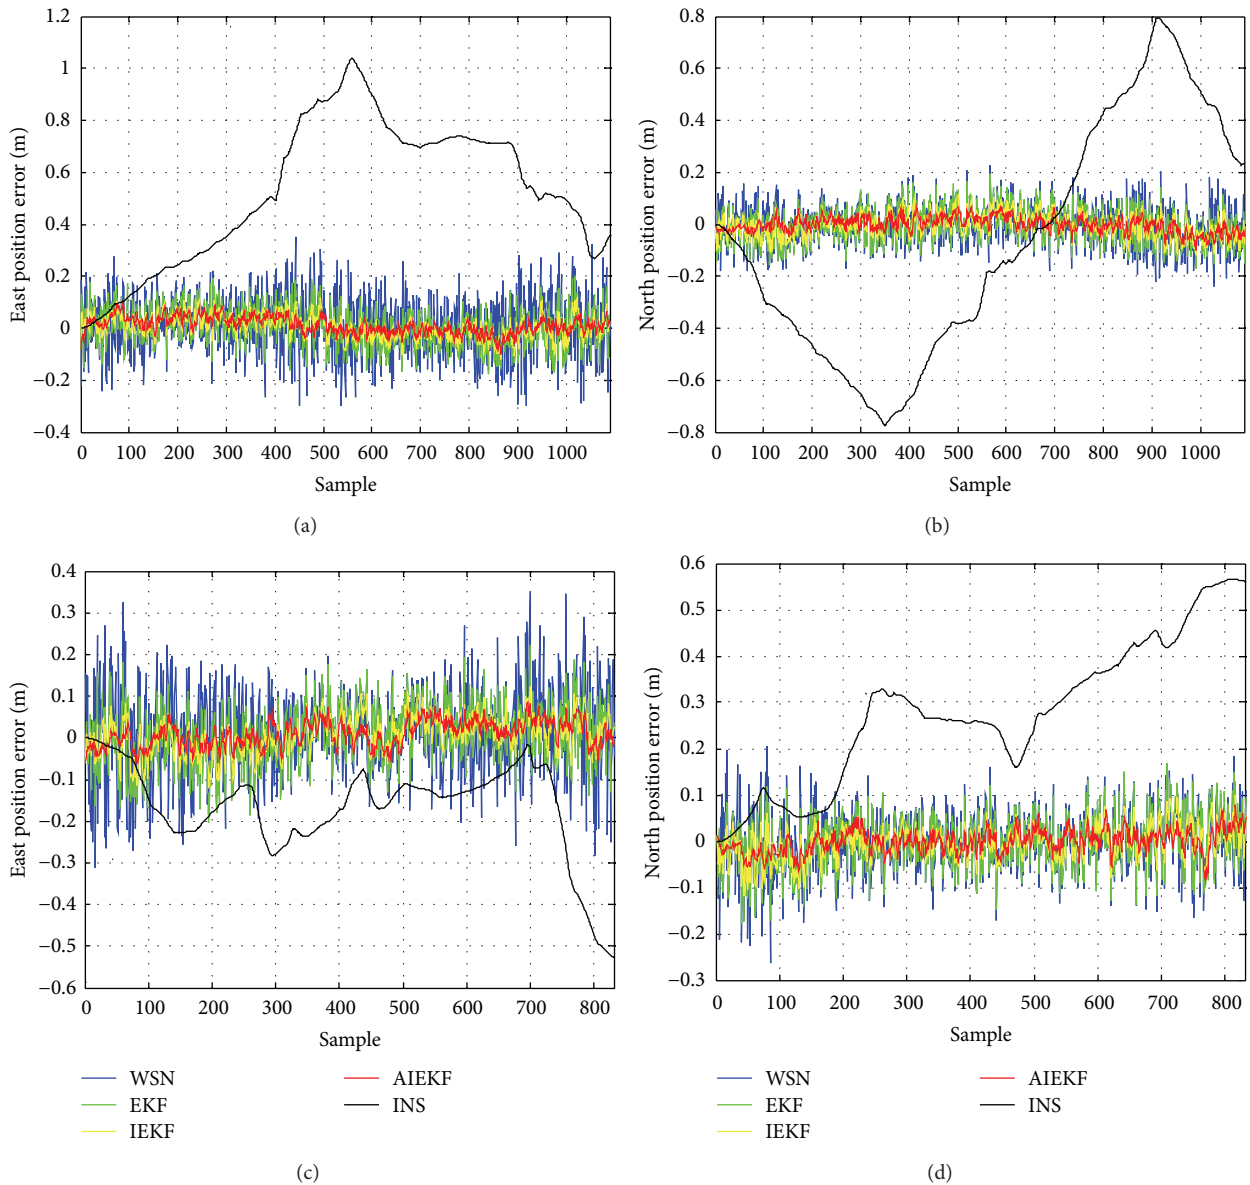 1.2
1
0.8
0.6
0.4
0.2
0
−0.2
−0.4
East position error (m)
0 100 200 300 400 500 600 700 800 900 1000
Sample
(a)
0.8
0.6
0.4
0.2
0
−0.2
−0.4
−0.6
−0.8
North position error (m)
0 100 200 300 400 500 600 700 800 900 1000
Sample
(b)
0.4
0.3
0.2
0.1
0
−0.1
−0.2
−0.3
−0.4
−0.5
−0.6
East position error (m)
0 100 200 300 400 500 600 700 800
Sample
WSN
EKF
IEKF
AIEKF
INS
(c)
0.6
0.5
0.4
0.3
0.2
0.1
0
−0.1
−0.2
−0.3
North position error (m)
0 100 200 300 400 500 600 700 800
Sample
WSN
EKF
IEKF
AIEKF
INS
(d)